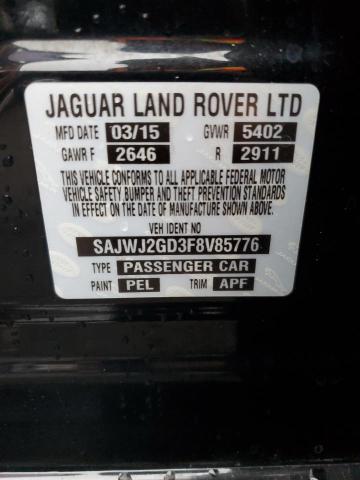 JAGUAR LAND ROVER LTD
MFD DATE 03/15 GVWR 5402
GAWR F 2646 R 2911
THIS VEHICLE CONFORMS TO ALL APPLICABLE FEDERAL MOTOR
VEHICLE SAFETY BUMPER AND THEFT PREVENTION STANDARDS
IN EFFECT ON THE DATE OF MANUFACTURE SHOWN ABOVE.
VEH IDENT NO
SAJWJ2GD3F8V85776
TYPE PASSENGER CAR
PAINT PEL TRIM APF